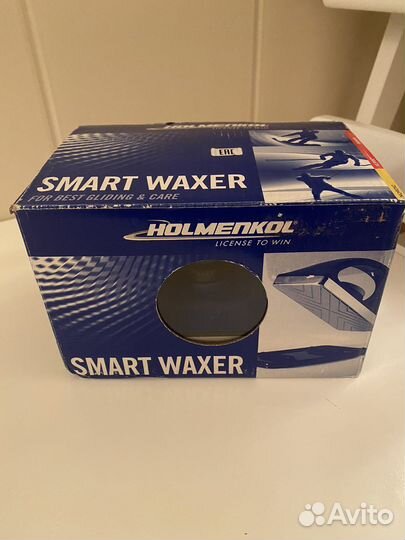 HOLMENKOL
EAC
SMART WAXER
FOR BEST GLIDING & CARE
HOLMENKOL
LICENSE TO WIN
SMART WAXER
Avito